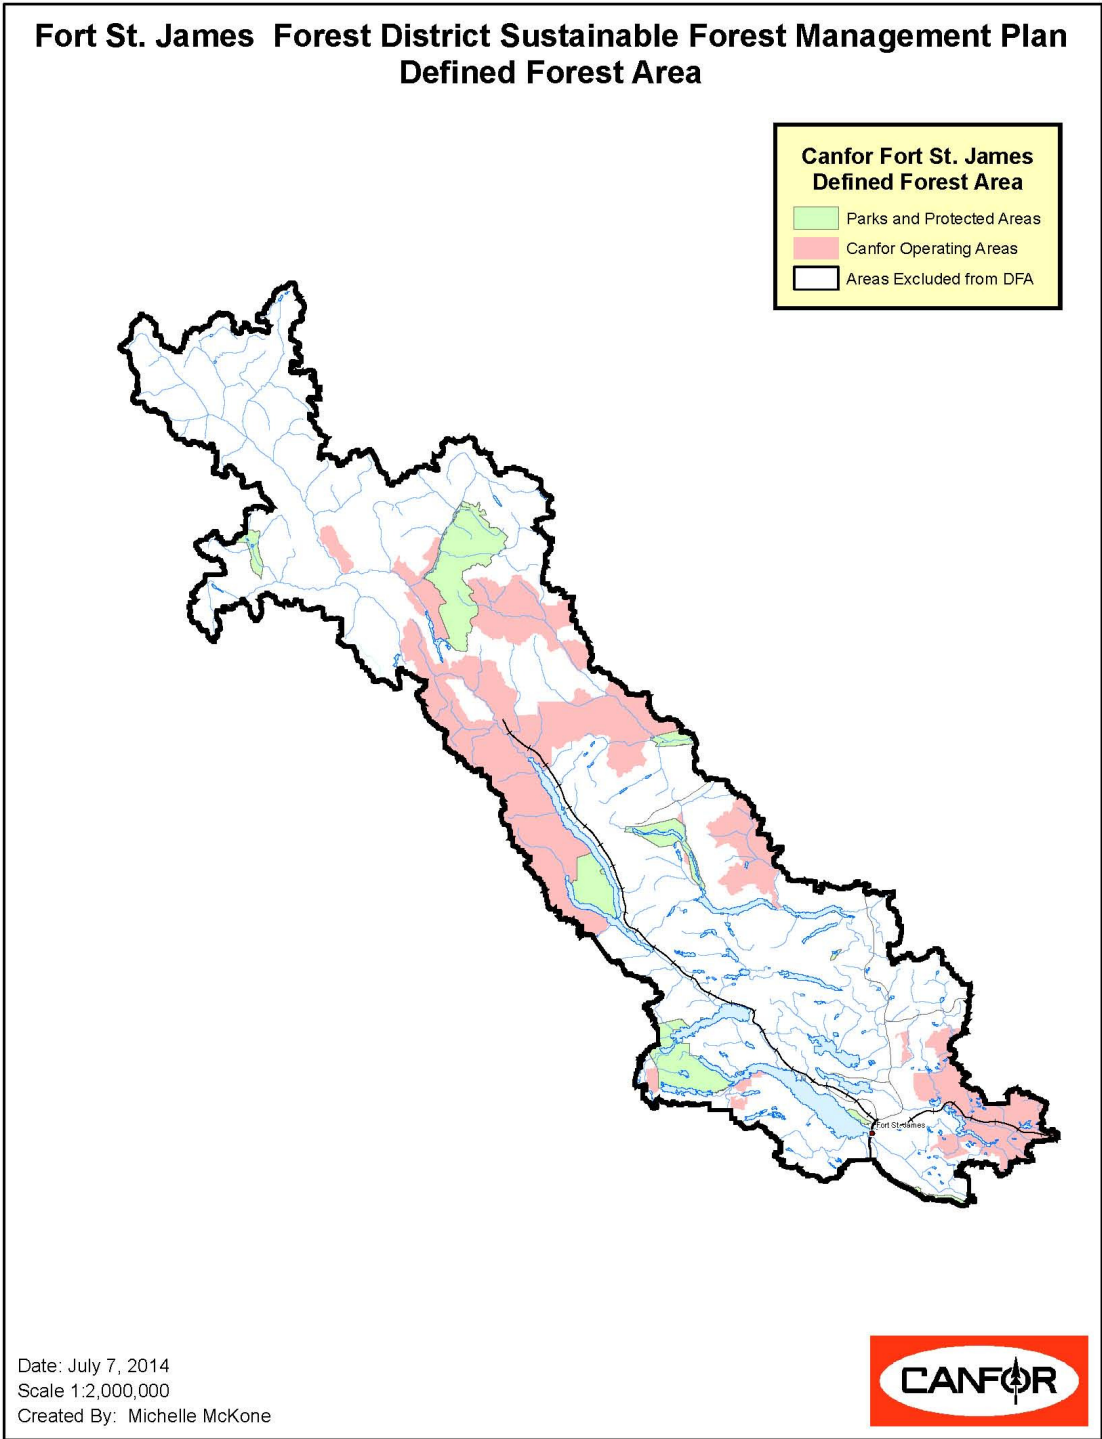 Fort St. James Forest District Sustainable Forest Management Plan
Defined Forest Area
Canfor Fort St. James
Defined Forest Area
Parks and Protected Areas
Canfor Operating Areas
Areas Excluded from DFA
Fort St. James
Date: July 7, 2014
Scale 1:2,000,000
Created By: Michelle McKone
CANFOR